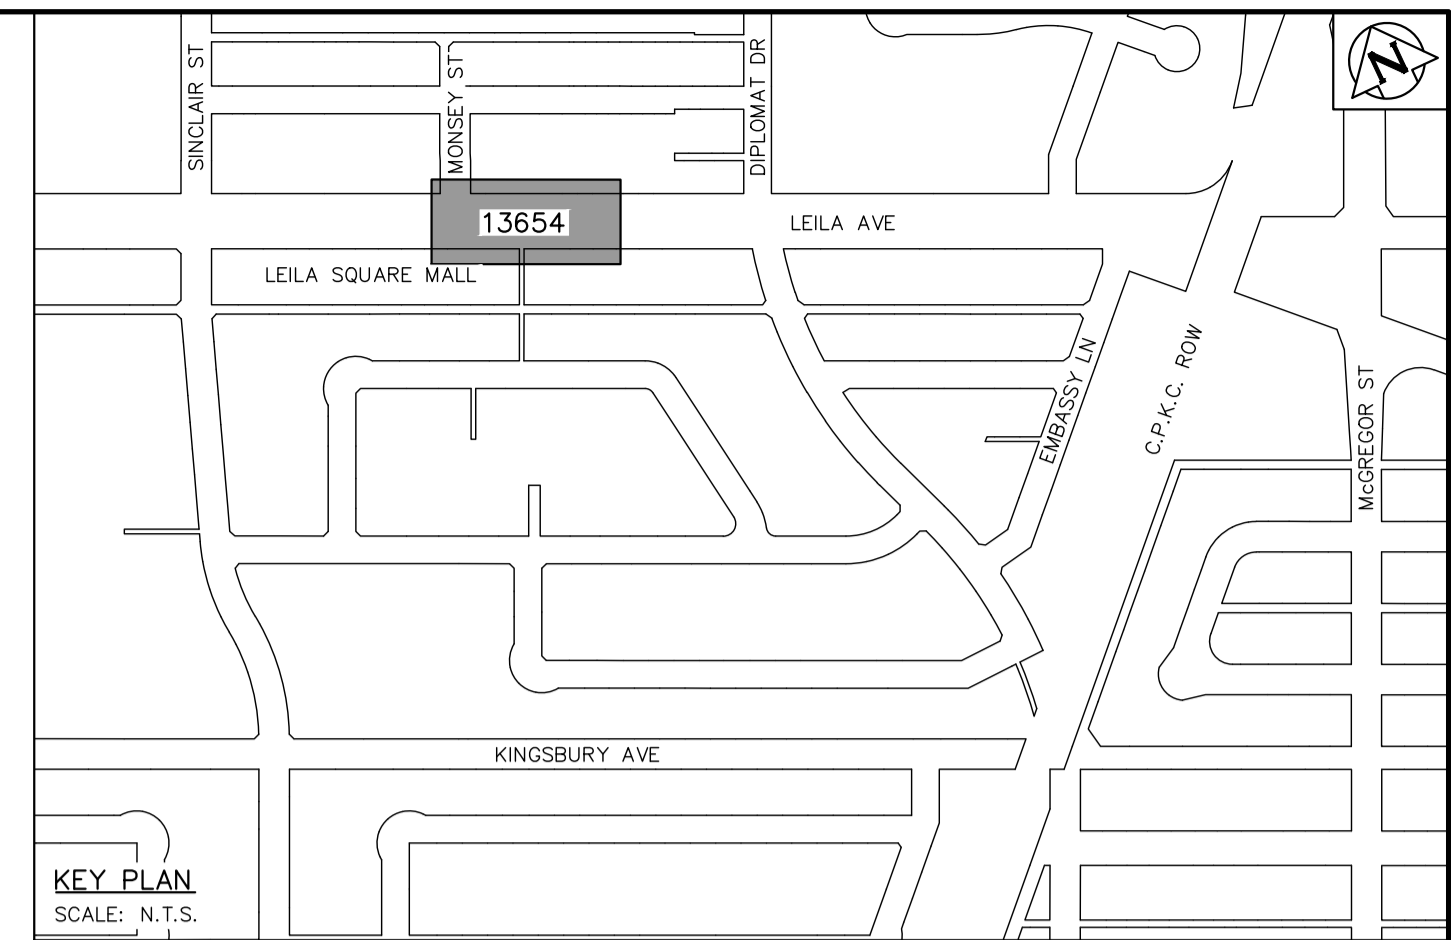 SINCLAIR ST
MONSEY ST
DIPLOMAT DR
N
13654
LEILA AVE
LEILA SQUARE MALL
EMBASSY LN
C.P.K.C. ROW
McGREGOR ST
KINGSBURY AVE
KEY PLAN
SCALE: N.T.S.